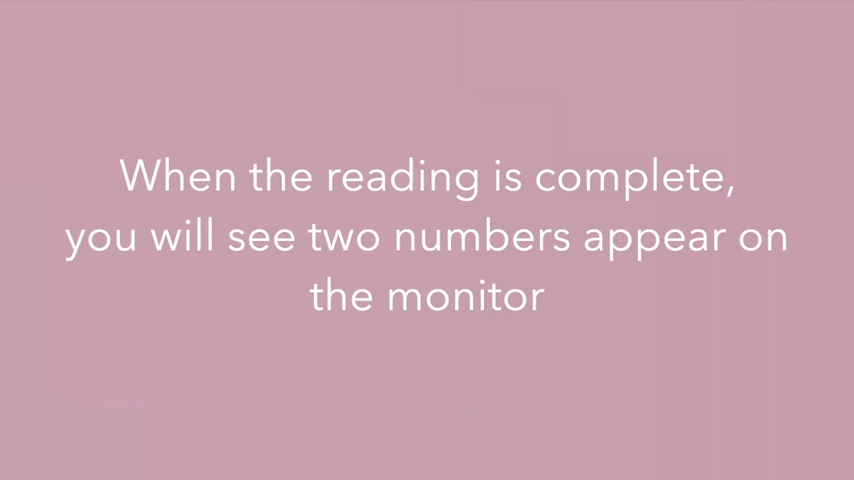 When the reading is complete,
you will see two numbers appear on
the monitor